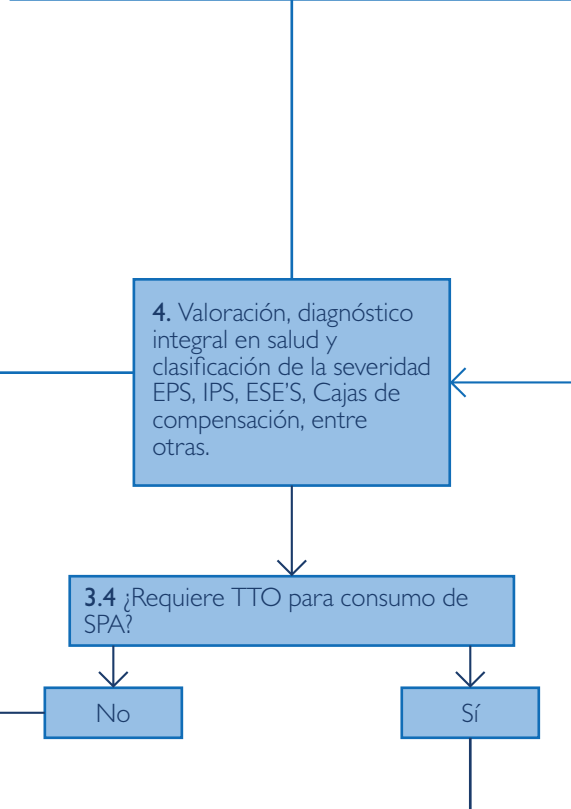 4. Valoración, diagnóstico
integral en salud y
clasificación de la severidad
EPS, IPS, ESE'S, Cajas de
compensación, entre
otras.
3.4 ¿Requiere TTO para consumo de
SPA?
No
Sí